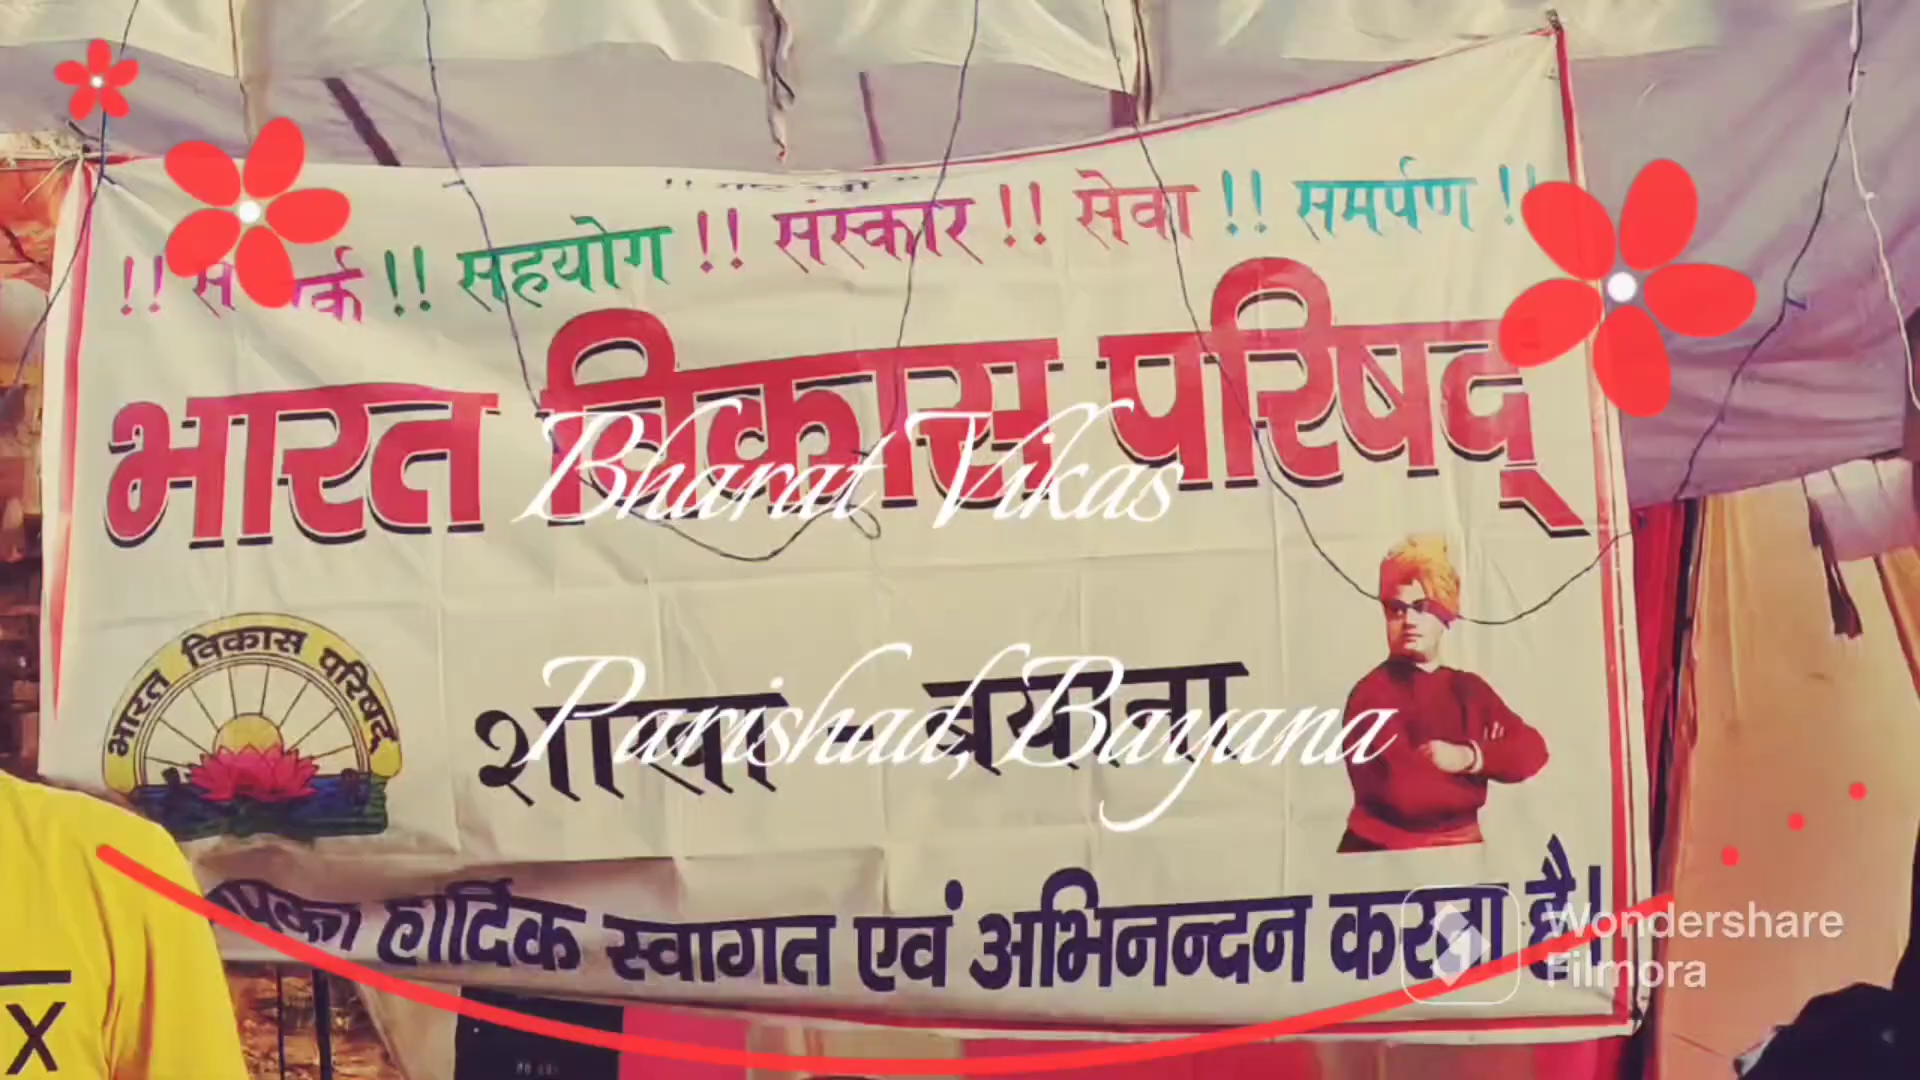 !! सहयोग !! संस्कार !! सेवा !! समर्पण !!
भारत विकास परिषद्
Bharat Vikas
भारत विकास परिषद्
शाखा - बयाना
Parishad, Bayana
हार्दिक स्वागत एवं अभिनन्दन करता है।
Wondershare
Filmora
X